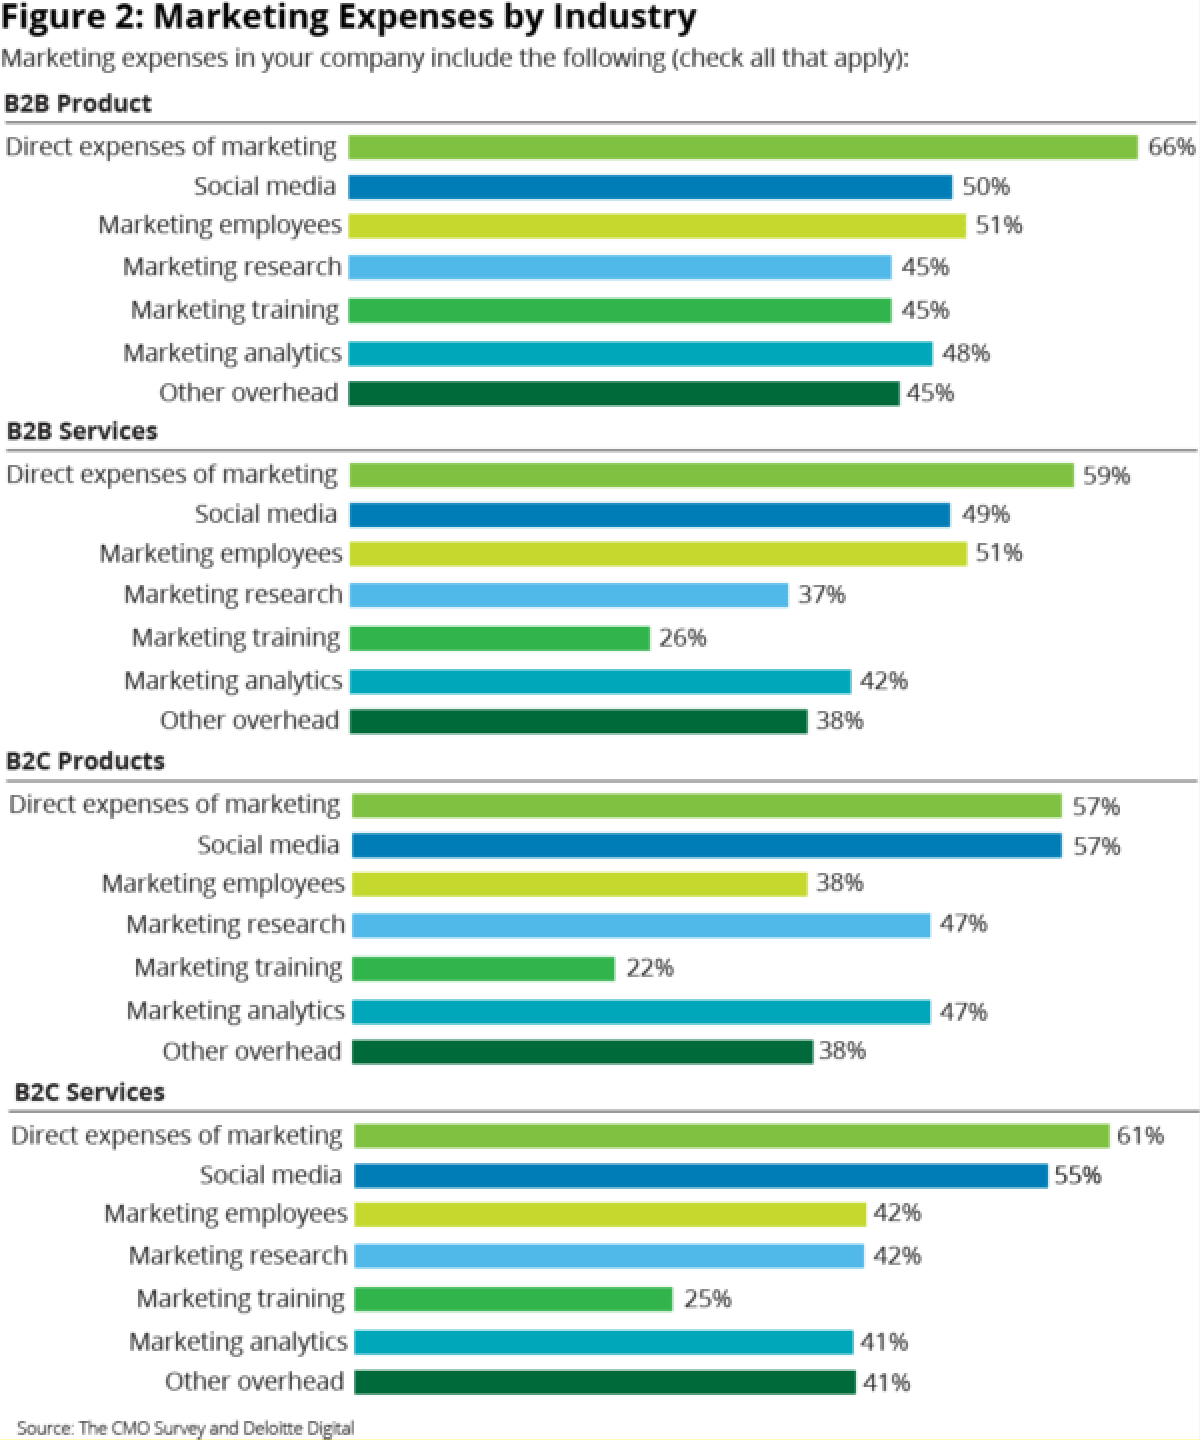 Figure 2: Marketing Expenses by Industry
Marketing expenses in your company include the following (check all that apply):
B2B Product
Direct expenses of marketing 66%
Social media 50%
Marketing employees 51%
Marketing research 45%
Marketing training 45%
Marketing analytics 48%
Other overhead 45%
B2B Services
Direct expenses of marketing 59%
Social media 49%
Marketing employees 51%
Marketing research 37%
Marketing training 26%
Marketing analytics 42%
Other overhead 38%
B2C Products
Direct expenses of marketing 57%
Social media 57%
Marketing employees 38%
Marketing research 47%
Marketing training 22%
Marketing analytics 47%
Other overhead 38%
B2C Services
Direct expenses of marketing 61%
Social media 55%
Marketing employees 42%
Marketing research 42%
Marketing training 25%
Marketing analytics 41%
Other overhead 41%
Source: The CMO Survey and Deloitte Digital